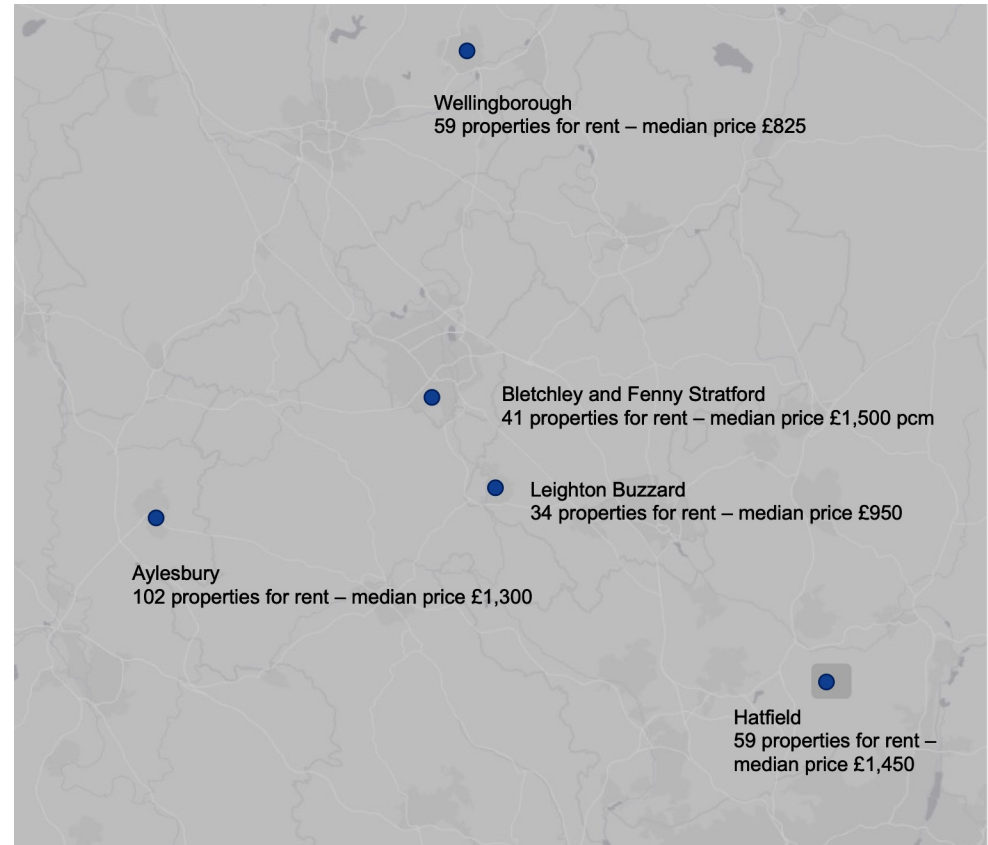 Wellingborough
59 properties for rent – median price £825
Bletchley and Fenny Stratford
41 properties for rent – median price £1,500 pcm
Leighton Buzzard
34 properties for rent – median price £950
Aylesbury
102 properties for rent – median price £1,300
Hatfield
59 properties for rent –
median price £1,450